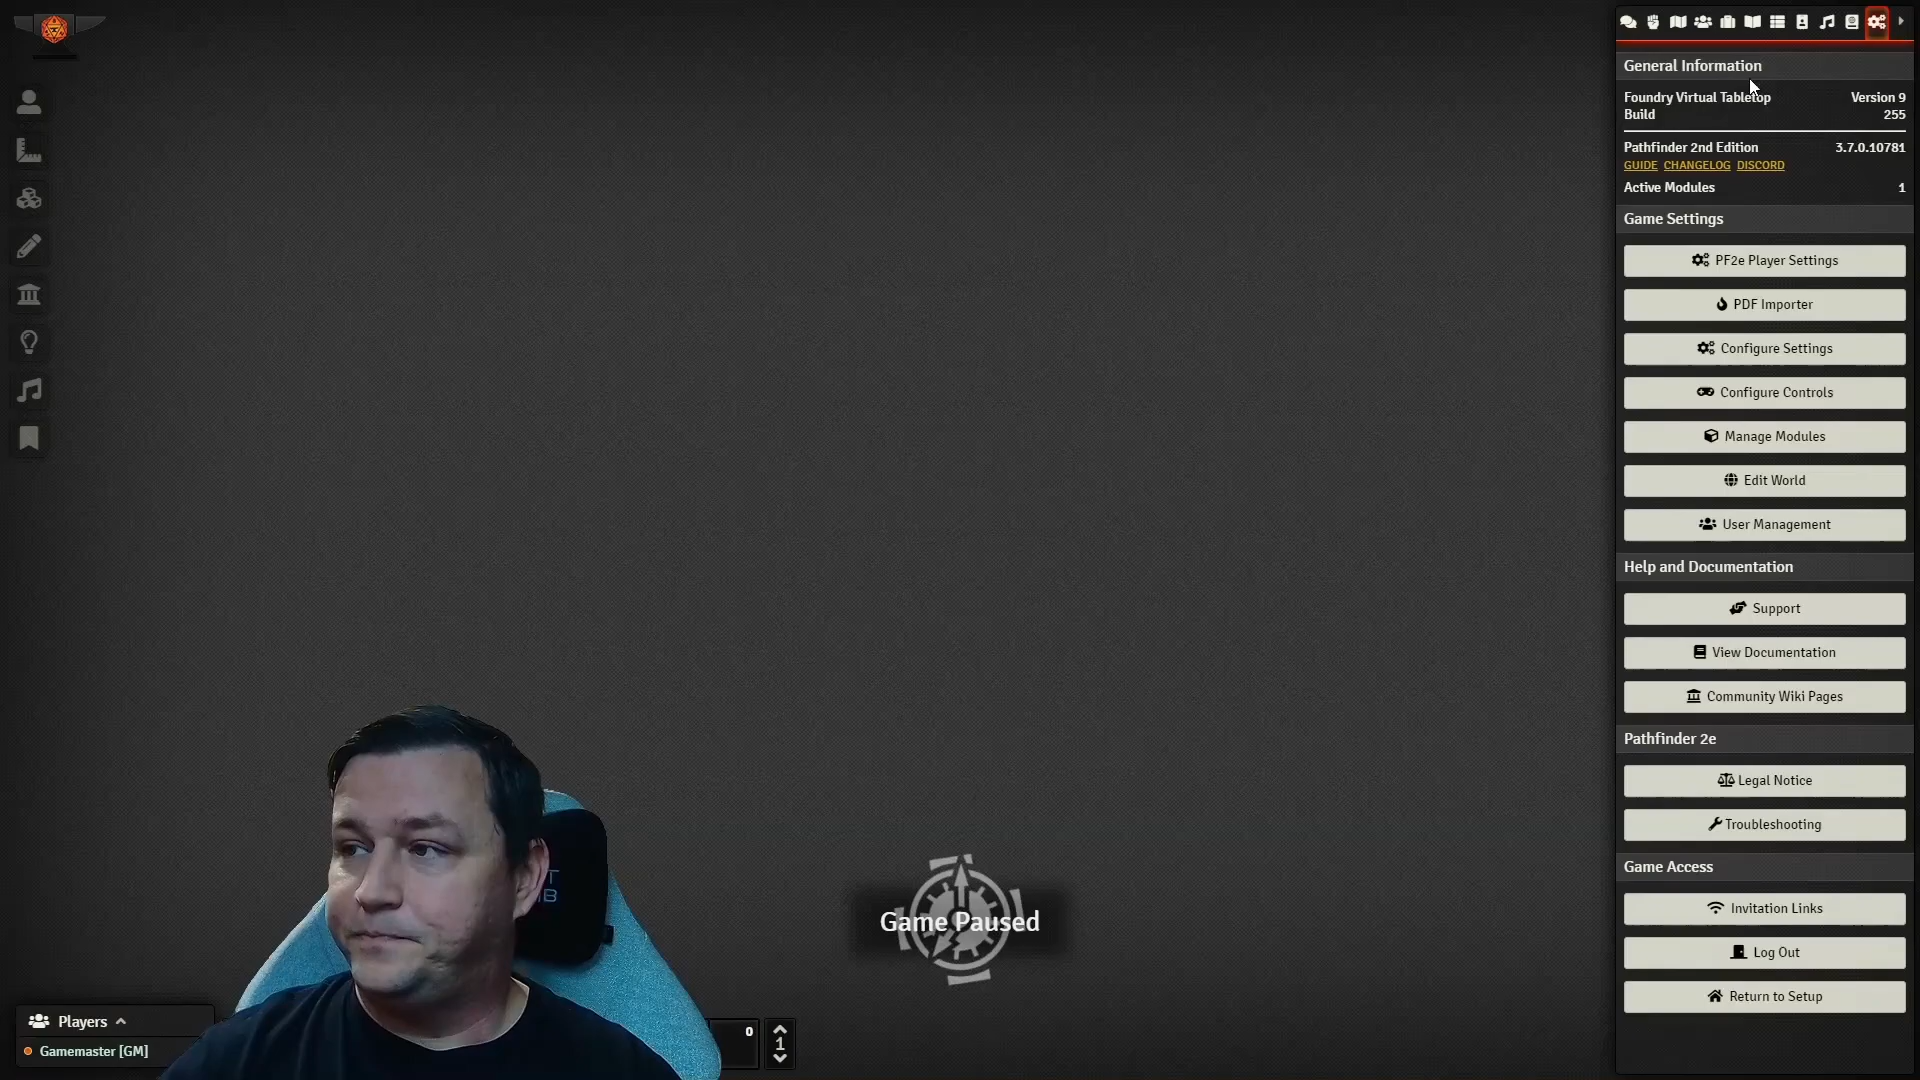 General Information
Foundry Virtual Tabletop Version 9
Build 255
Pathfinder 2nd Edition 3.7.0.10781
GUIDE CHANGELOG DISCORD
Active Modules 1
Game Settings
PF2e Player Settings
PDF Importer
Configure Settings
Configure Controls
Manage Modules
Edit World
User Management
Help and Documentation
Support
View Documentation
Community Wiki Pages
Pathfinder 2e
Legal Notice
Troubleshooting
Game Access
Invitation Links
Log Out
Return to Setup
Game Paused
Players
Gamemaster [GM]
0
1